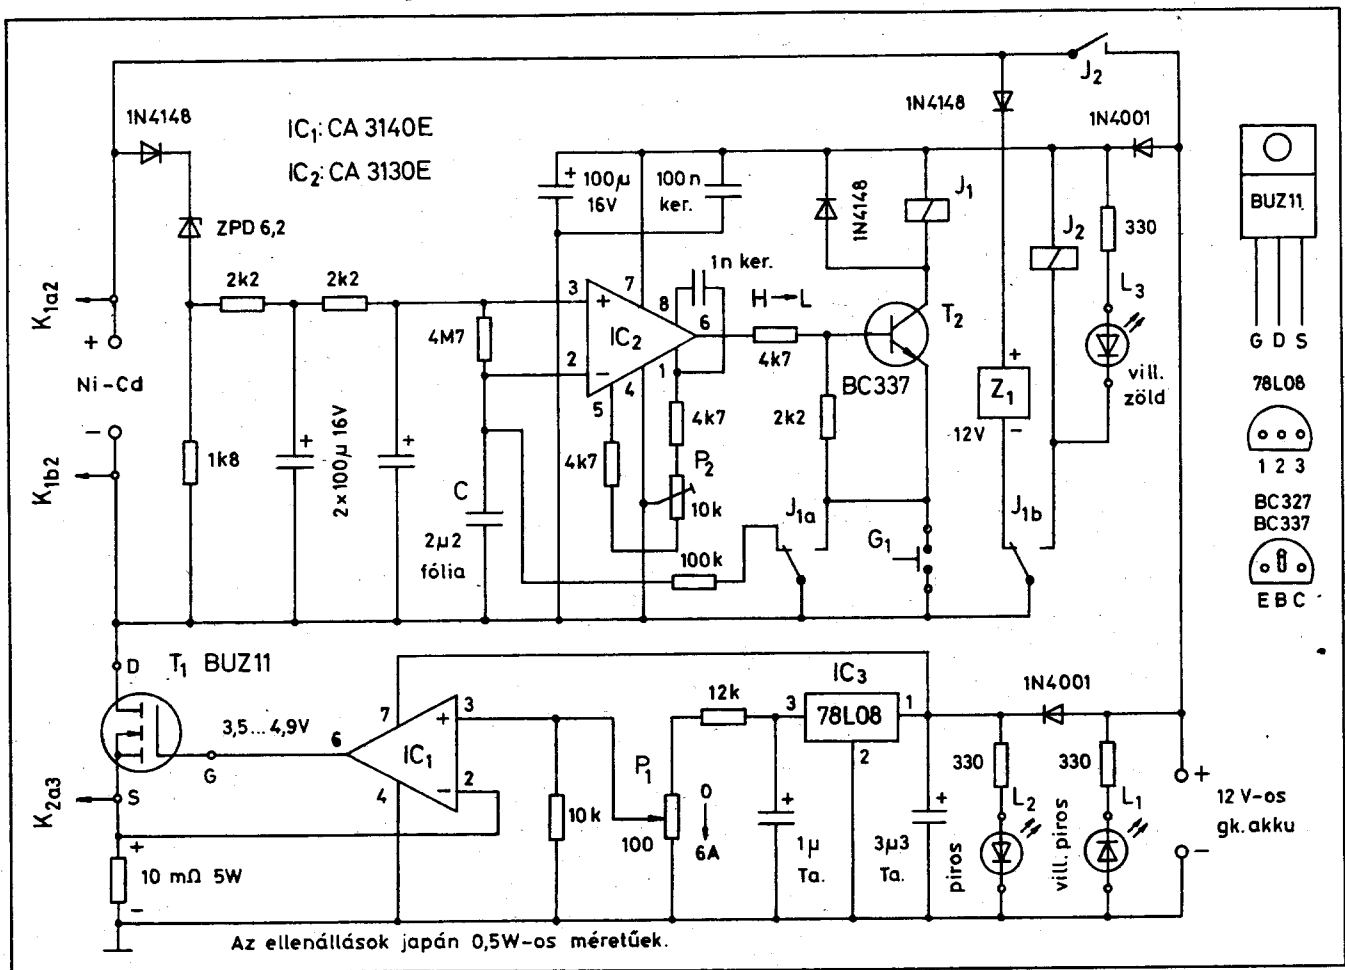 J2
1N4148
IC1: CA 3140E
IC2: CA 3130E
1N4148
1N4001
+
100µ
16V
100n
ker.
1N4148
J1
J2
330
BUZ11
ZPD 6,2
2k2
2k2
1n ker.
K1a2
+
Ni-Cd
−
K1b2
4M7
3
+
7
8
6
IC2
2
−
1
4
5
H→L
4k7
T2
BC337
L3
vill.
zöld
G D S
78L08
1 2 3
BC327
BC337
E B C
+
Z1
12V
−
1k8
+
2×100µ 16V
+
4k7
4k7
P2
10k
2k2
C
2µ2
fólia
100k
J1a
G1
J1b
D
T1 BUZ11
3,5...4,9V
G
S
K2a3
+
10 mΩ 5W
−
7
+
3
6
IC1
−
2
4
10k
P1
100
0
6A
12k
IC3
3
78L08
1
2
+
1µ
Ta.
+
3µ3
Ta.
1N4001
330
L2
piros
330
L1
vill. piros
+
12 V-os
gk. akku
−
Az ellenállások japán 0,5W-os méretűek.